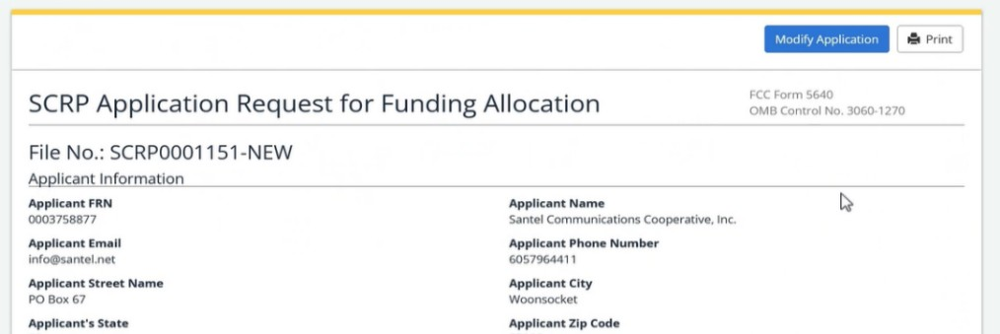 Modify Application
Print
SCRP Application Request for Funding Allocation
FCC Form 5640
OMB Control No. 3060-1270
File No.: SCRP0001151-NEW
Applicant Information
Applicant FRN
0003758877
Applicant Name
Santel Communications Cooperative, Inc.
Applicant Email
info@santel.net
Applicant Phone Number
6057964411
Applicant Street Name
PO Box 67
Applicant City
Woonsocket
Applicant's State
Applicant Zip Code